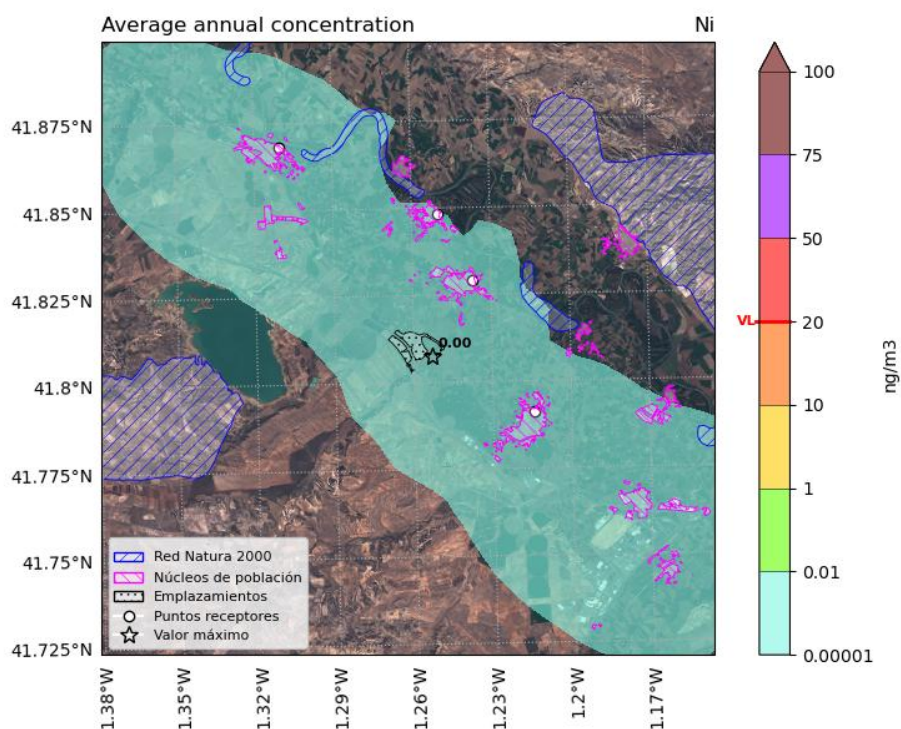 Average annual concentration
Ni
41.875°N
41.85°N
41.825°N
41.8°N
41.775°N
41.75°N
41.725°N
1.38°W
1.35°W
1.32°W
1.29°W
1.26°W
1.23°W
1.2°W
1.17°W
0.00
Red Natura 2000
Núcleos de población
Emplazamientos
Puntos receptores
Valor máximo
100
75
50
VL
20
10
1
0.01
0.00001
ng/m3